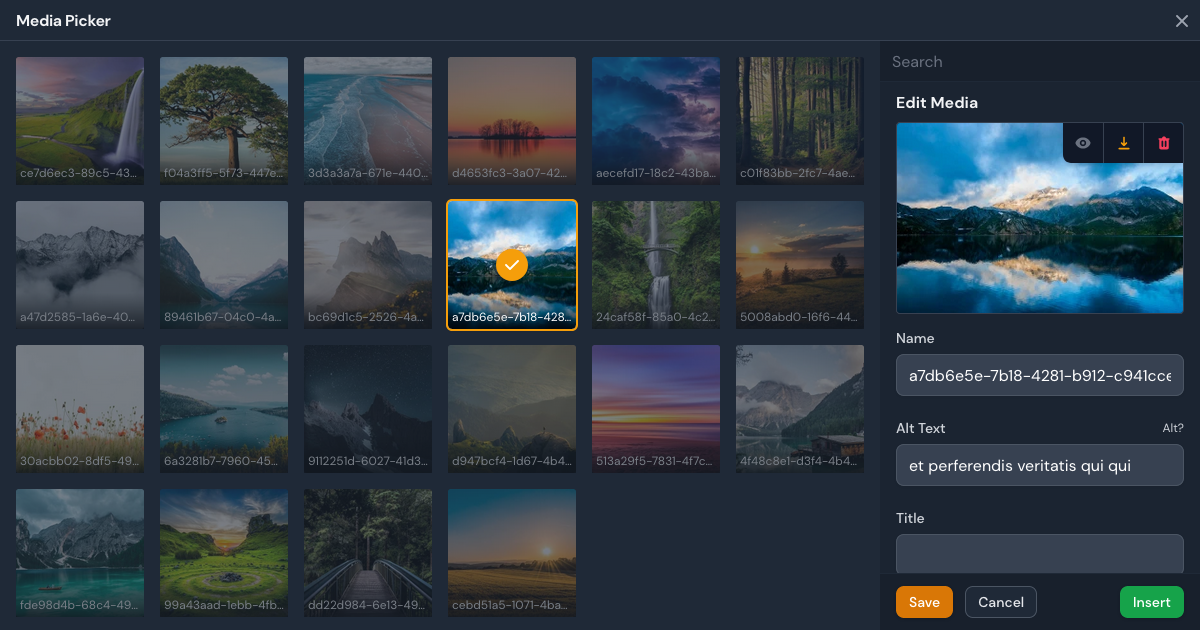 Media Picker
Search
ce7d6ec3-89c5-43...
f04a3ff5-5f73-447e...
3d3a3a7a-671e-440...
d4653fc3-3a07-42...
aecefd17-18c2-43ba...
c01f83bb-2fc7-4ae...
a47d2585-1a6e-40...
89461b67-04c0-4a...
bc69d1c5-2526-4a...
a7db6e5e-7b18-428...
24caf58f-85a0-4c2...
5008abd0-16f6-44...
30acbb02-8df5-49...
6a3281b7-7960-45...
9112251d-6027-41d3...
d947bcf4-1d67-4b4...
513a29f5-7831-4f7c...
4f48c8e1-d3f4-4b4...
fde98d4b-68c4-49...
99a43aad-1ebb-4fb...
dd22d984-6e13-49...
cebd51a5-1071-4ba...
Edit Media
Name
a7db6e5e-7b18-4281-b912-c941cce
Alt Text Alt?
et perferendis veritatis qui qui
Title
Save Cancel Insert